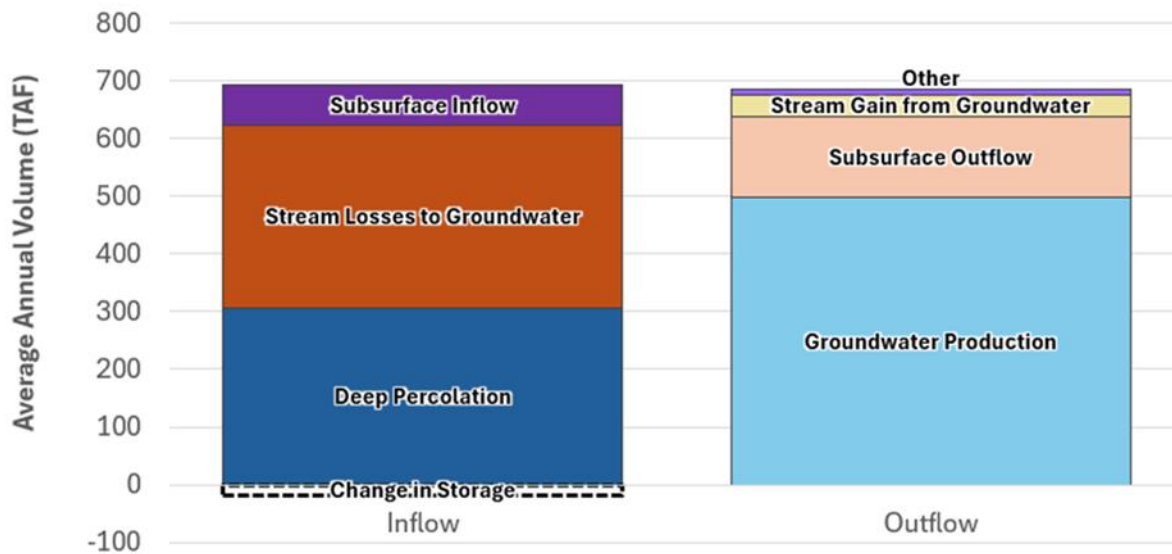 Average Annual Volume (TAF)
800
700
600
500
400
300
200
100
0
-100
Subsurface Inflow
Stream Losses to Groundwater
Deep Percolation
Change in Storage
Inflow
Other
Stream Gain from Groundwater
Subsurface Outflow
Groundwater Production
Outflow